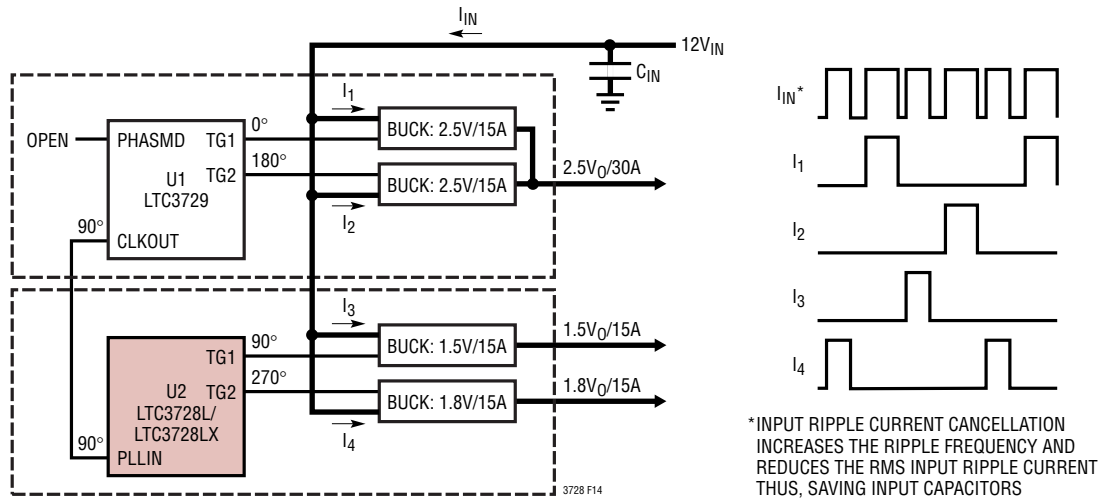 I_IN
12V_IN
C_IN
I_1
BUCK: 2.5V/15A
OPEN
PHASMD
TG1
0°
U1
LTC3729
TG2
180°
BUCK: 2.5V/15A
2.5V_O/30A
I_2
90°
CLKOUT
I_3
BUCK: 1.5V/15A
1.5V_O/15A
TG1
90°
U2
LTC3728L/
LTC3728LX
TG2
270°
BUCK: 1.8V/15A
1.8V_O/15A
I_4
90°
PLLIN
3728 F14
I_IN*
I_1
I_2
I_3
I_4
*INPUT RIPPLE CURRENT CANCELLATION
INCREASES THE RIPPLE FREQUENCY AND
REDUCES THE RMS INPUT RIPPLE CURRENT
THUS, SAVING INPUT CAPACITORS